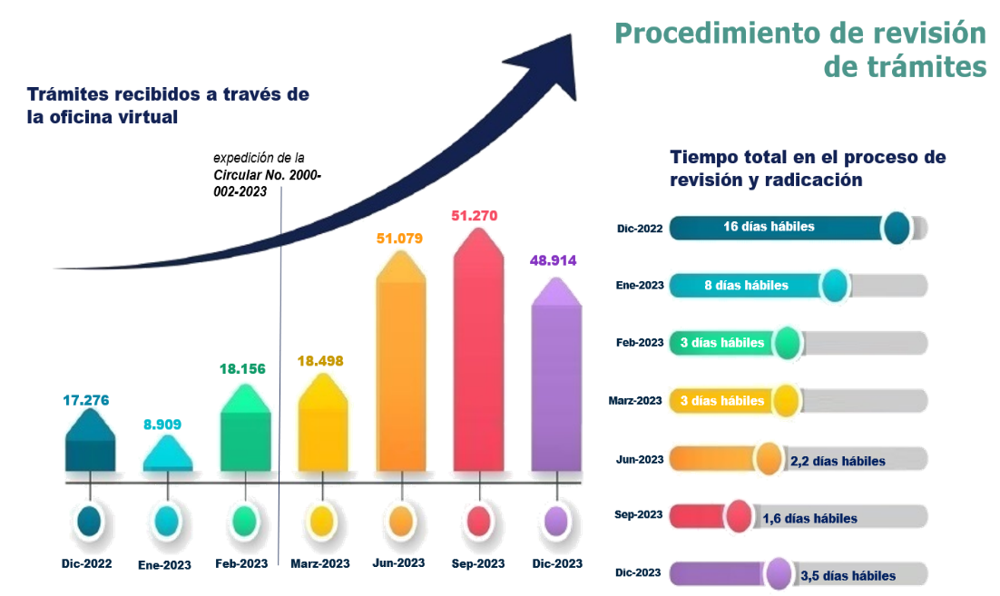 Procedimiento de revisión
de trámites
Trámites recibidos a través de
la oficina virtual
expedición de la
Circular No. 2000-
002-2023
17.276
8.909
18.156
18.498
51.079
51.270
48.914
Dic-2022
Ene-2023
Feb-2023
Marz-2023
Jun-2023
Sep-2023
Dic-2023
Tiempo total en el proceso de
revisión y radicación
Dic-2022 16 días hábiles
Ene-2023 8 días hábiles
Feb-2023 3 días hábiles
Marz-2023 3 días hábiles
Jun-2023 2,2 días hábiles
Sep-2023 1,6 días hábiles
Dic-2023 3,5 días hábiles